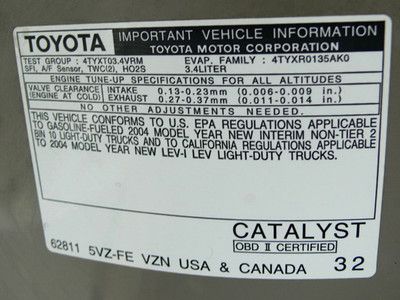 TOYOTA IMPORTANT VEHICLE INFORMATION
TOYOTA MOTOR CORPORATION
TEST GROUP : 4TYXT03.4VRM EVAP. FAMILY : 4TYXR0135AK0
SFI, A/F Sensor, TWC(2), HO2S 3.4LITER
ENGINE TUNE-UP SPECIFICATIONS FOR ALL ALTITUDES
VALVE CLEARANCE INTAKE 0.13-0.23mm (0.006-0.009 in.)
(ENGINE AT COLD) EXHAUST 0.27-0.37mm (0.011-0.014 in.)
NO OTHER ADJUSTMENTS NEEDED.
THIS VEHICLE CONFORMS TO U.S. EPA REGULATIONS APPLICABLE
TO GASOLINE-FUELED 2004 MODEL YEAR NEW INTERIM NON-TIER 2
BIN 10 LIGHT-DUTY TRUCKS AND TO CALIFORNIA REGULATIONS APPLICABLE
TO 2004 MODEL YEAR NEW LEV-I LEV LIGHT-DUTY TRUCKS.
CATALYST
OBD II CERTIFIED
62811 5VZ-FE VZN USA & CANADA 32